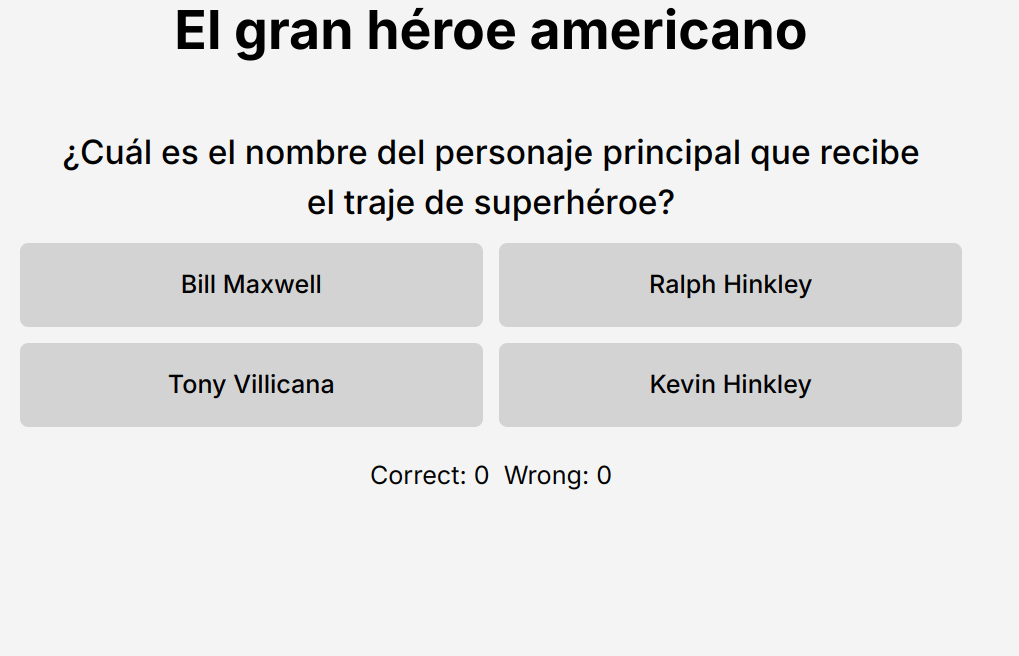 El gran héroe americano
¿Cuál es el nombre del personaje principal que recibe
el traje de superhéroe?
Bill Maxwell
Ralph Hinkley
Tony Villicana
Kevin Hinkley
Correct: 0 Wrong: 0